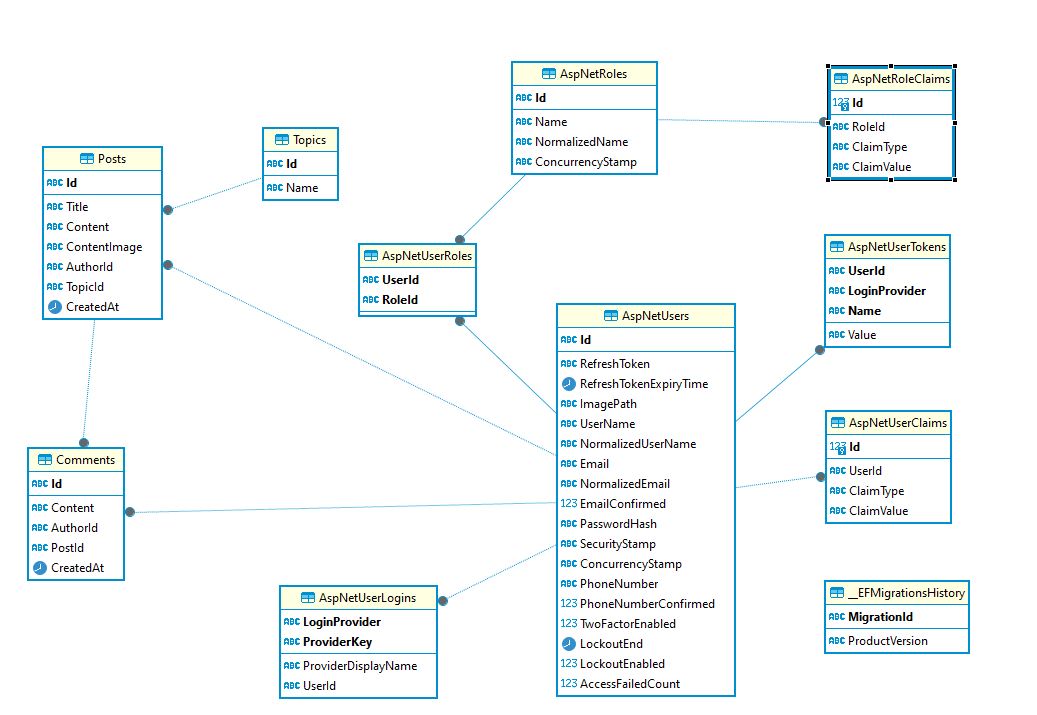 Posts
ABC Id
ABC Title
ABC Content
ABC ContentImage
ABC AuthorId
ABC TopicId
CreatedAt
Topics
ABC Id
ABC Name
AspNetRoles
ABC Id
ABC Name
ABC NormalizedName
ABC ConcurrencyStamp
AspNetRoleClaims
123 Id
ABC RoleId
ABC ClaimType
ABC ClaimValue
AspNetUserRoles
ABC UserId
ABC RoleId
AspNetUserTokens
ABC UserId
ABC LoginProvider
ABC Name
ABC Value
AspNetUsers
ABC Id
ABC RefreshToken
RefreshTokenExpiryTime
ABC ImagePath
ABC UserName
ABC NormalizedUserName
ABC Email
ABC NormalizedEmail
123 EmailConfirmed
ABC PasswordHash
ABC SecurityStamp
ABC ConcurrencyStamp
ABC PhoneNumber
123 PhoneNumberConfirmed
123 TwoFactorEnabled
LockoutEnd
123 LockoutEnabled
123 AccessFailedCount
AspNetUserClaims
123 Id
ABC UserId
ABC ClaimType
ABC ClaimValue
Comments
ABC Id
ABC Content
ABC AuthorId
ABC PostId
CreatedAt
AspNetUserLogins
ABC LoginProvider
ABC ProviderKey
ABC ProviderDisplayName
ABC UserId
__EFMigrationsHistory
ABC MigrationId
ABC ProductVersion